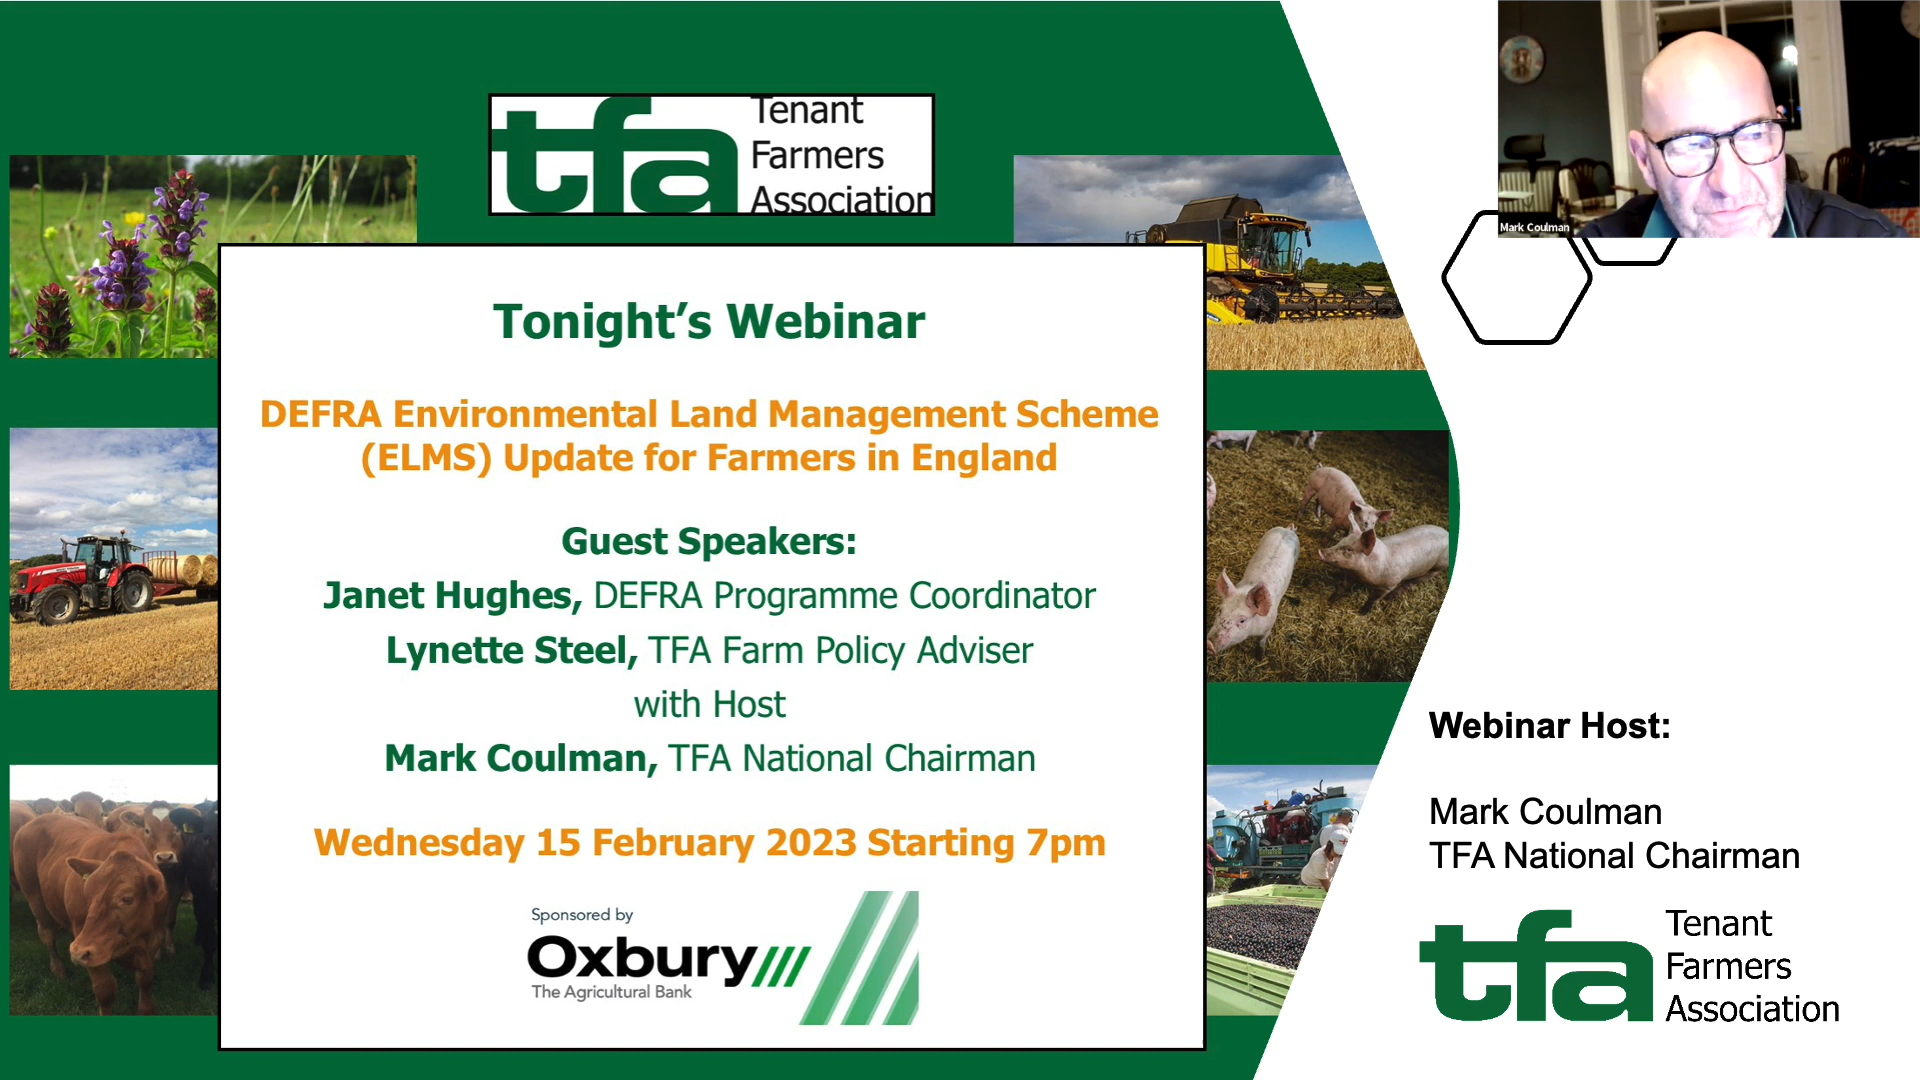 tfa
Tenant
Farmers
Association
Tonight’s Webinar
DEFRA Environmental Land Management Scheme
(ELMS) Update for Farmers in England
Guest Speakers:
Janet Hughes, DEFRA Programme Coordinator
Lynette Steel, TFA Farm Policy Adviser
with Host
Mark Coulman, TFA National Chairman
Wednesday 15 February 2023 Starting 7pm
Sponsored by
Oxbury
The Agricultural Bank
Mark Coulman
Webinar Host:
Mark Coulman
TFA National Chairman
tfa
Tenant
Farmers
Association